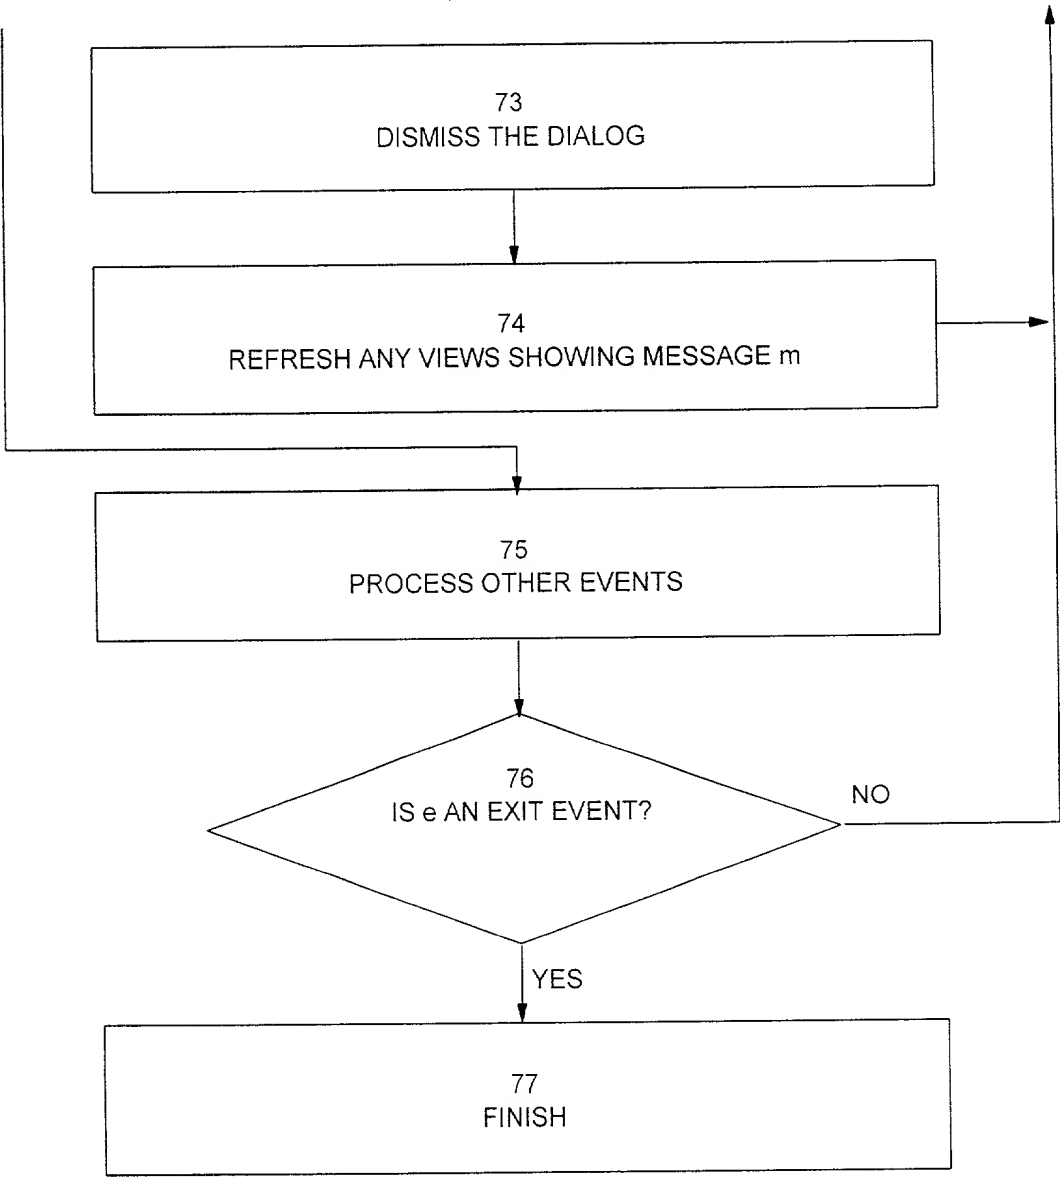 73
DISMISS THE DIALOG
74
REFRESH ANY VIEWS SHOWING MESSAGE m
75
PROCESS OTHER EVENTS
76
IS e AN EXIT EVENT?
NO
YES
77
FINISH